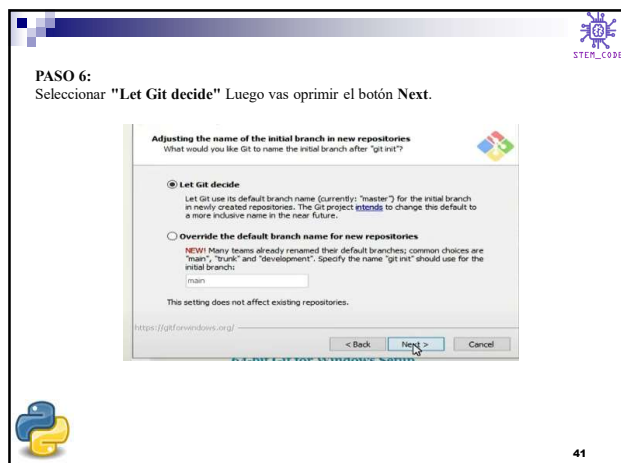 STEM_CODE
PASO 6:
Seleccionar "Let Git decide" Luego vas oprimir el botón Next.
Adjusting the name of the initial branch in new repositories
What would you like Git to name the initial branch after "git init"?
Let Git decide
Let Git use its default branch name (currently: "master") for the initial branch
in newly created repositories. The Git project intends to change this default to
a more inclusive name in the near future.
Override the default branch name for new repositories
NEW! Many teams already renamed their default branches; common choices are
"main", "trunk" and "development". Specify the name "git init" should use for the
initial branch:
main
This setting does not affect existing repositories.
https://gitforwindows.org/
< Back Next > Cancel
64-bit Git for Windows Setup
41